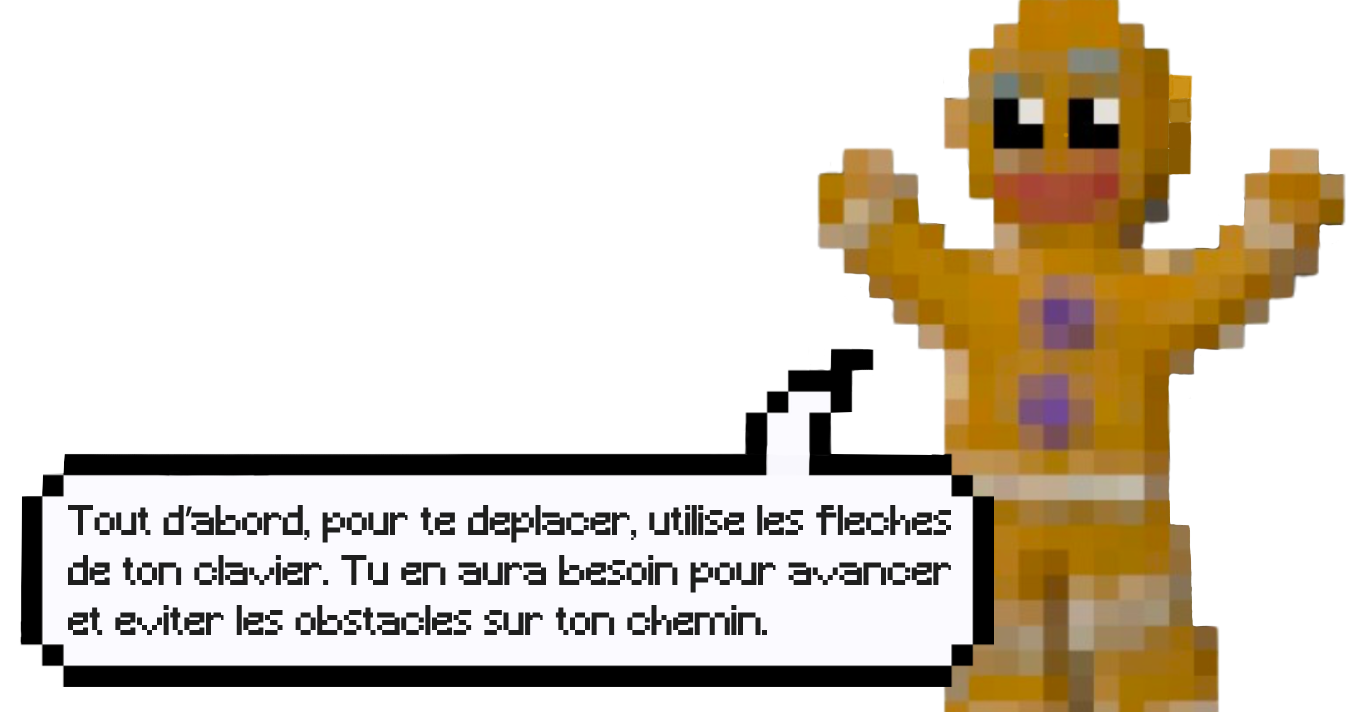 Tout d'abord, pour te deplacer, utilise les fleches
de ton clavier. Tu en aura besoin pour avancer
et eviter les obstacles sur ton chemin.